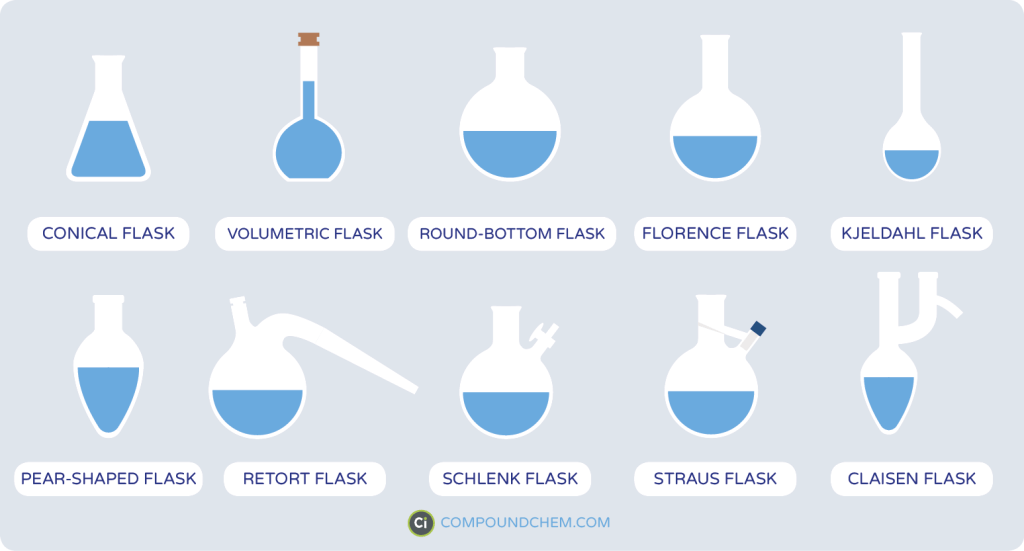 CONICAL FLASK
VOLUMETRIC FLASK
ROUND-BOTTOM FLASK
FLORENCE FLASK
KJELDAHL FLASK
PEAR-SHAPED FLASK
RETORT FLASK
SCHLENK FLASK
STRAUS FLASK
CLAISEN FLASK
Ci COMPOUNDCHEM.COM